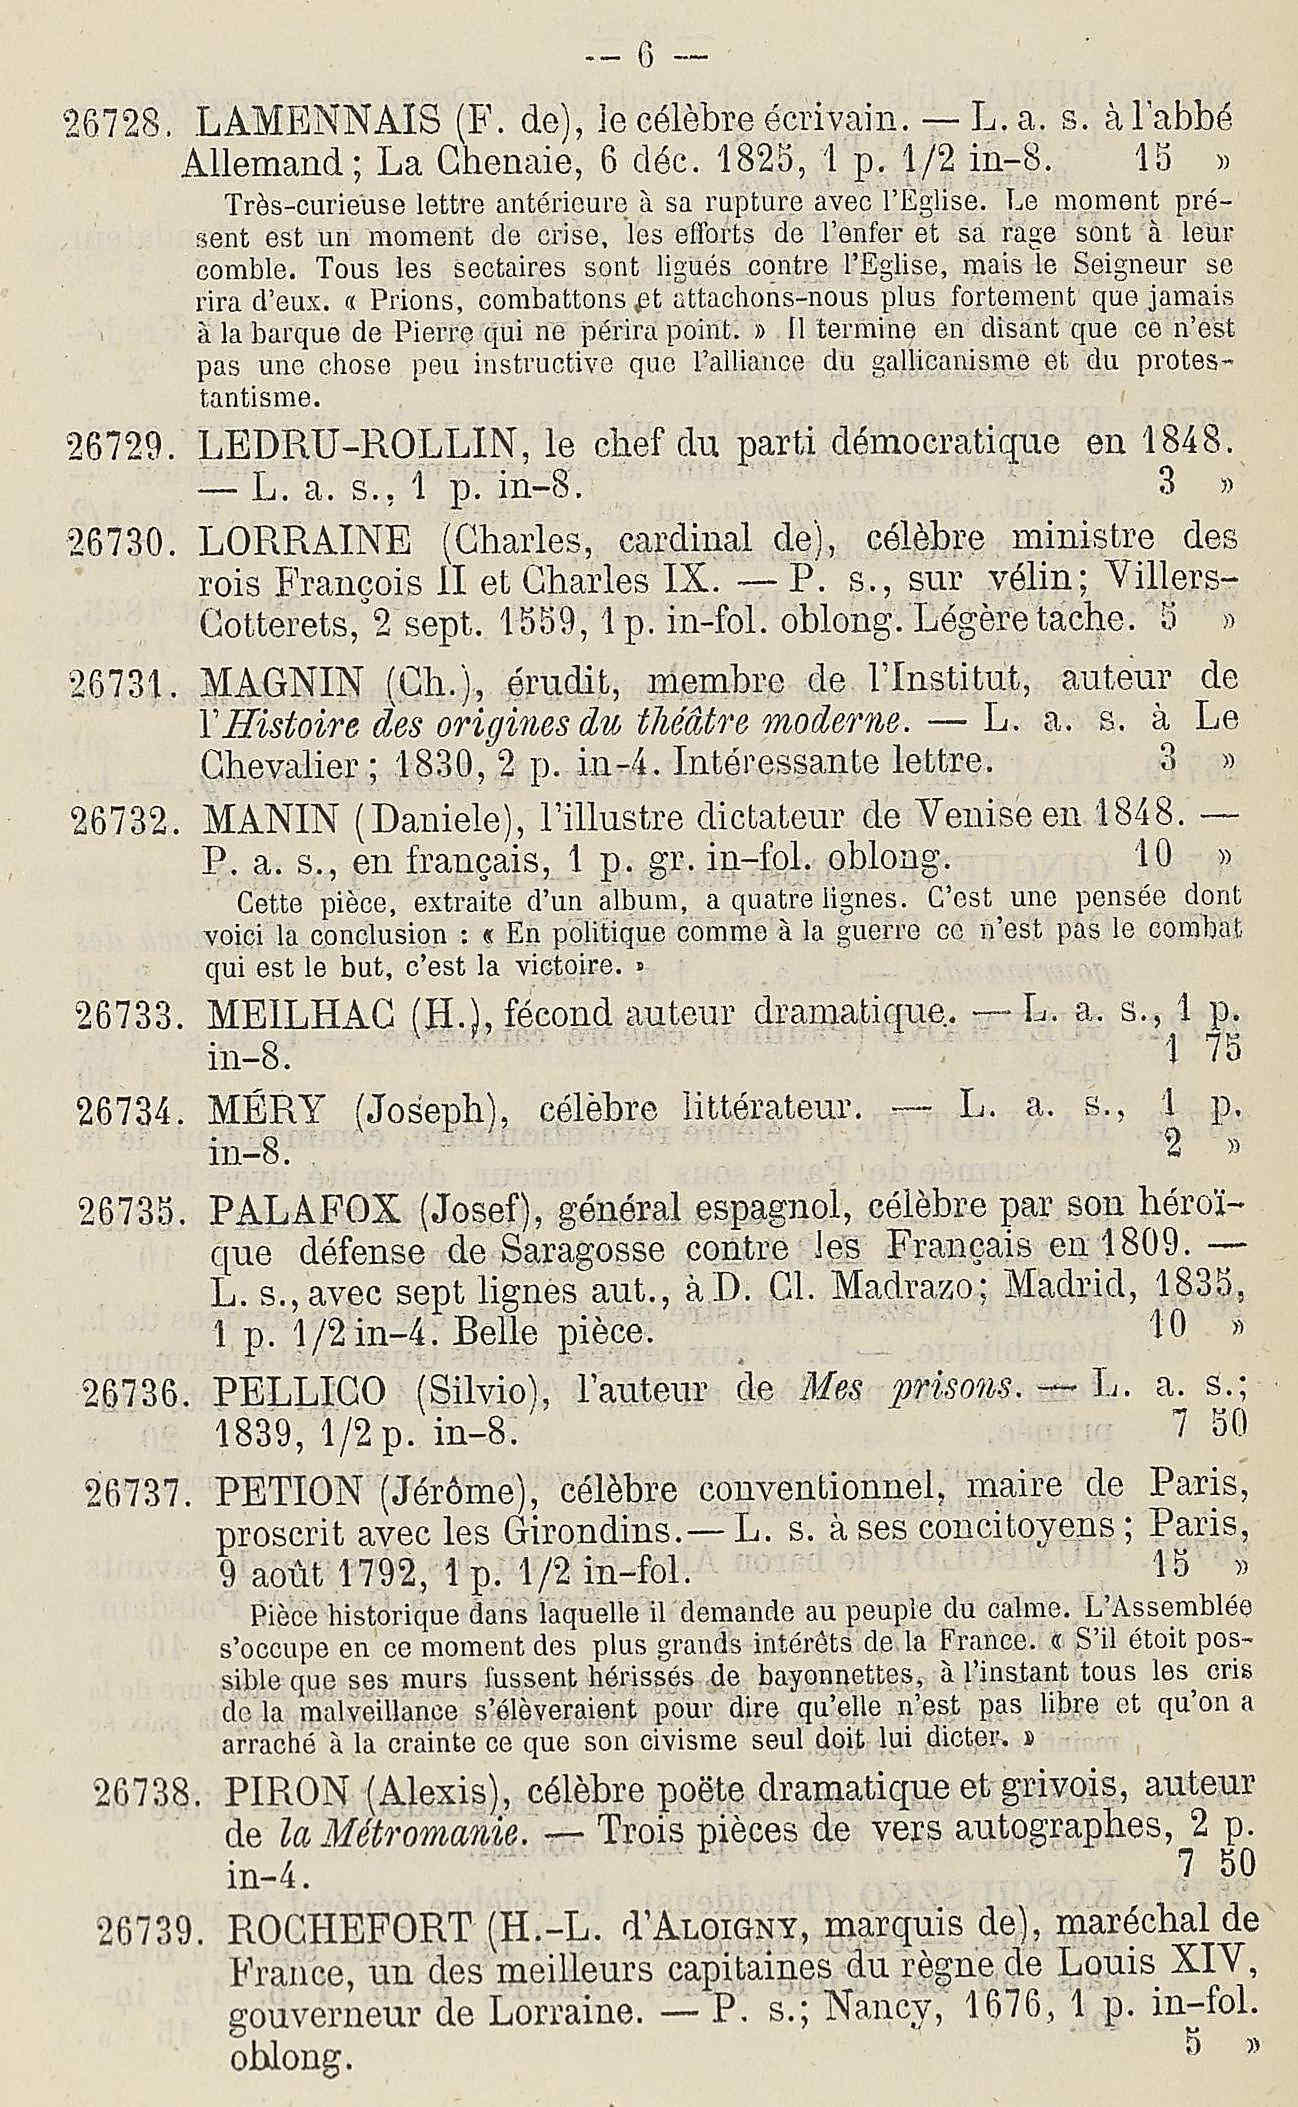 — 6 —
26728. LAMENNAIS (F. de), le célèbre écrivain. — L. a. s. à l'abbé
Allemand ; La Chenaie, 6 déc. 1825, 1 p. 1/2 in-8. 15 »
Très-curieuse lettre antérieure à sa rupture avec l'Eglise. Le moment pré-
sent est un moment de crise, les efforts de l'enfer et sa rage sont à leur
comble. Tous les sectaires sont ligués contre l'Eglise, mais le Seigneur se
rira d'eux. « Prions, combattons et attachons-nous plus fortement que jamais
à la barque de Pierre qui ne périra point. » Il termine en disant que ce n'est
pas une chose peu instructive que l'alliance du gallicanisme et du protes-
tantisme.
26729. LEDRU-ROLLIN, le chef du parti démocratique en 1848.
— L. a. s., 1 p. in-8. 3 »
26730. LORRAINE (Charles, cardinal de), célèbre ministre des
rois François II et Charles IX. — P. s., sur vélin ; Villers-
Cotterets, 2 sept. 1559, 1 p. in-fol. oblong. Légère tache. 5 »
26731. MAGNIN (Ch.), érudit, membre de l'Institut, auteur de
l'Histoire des origines du théâtre moderne. — L. a. s. à Le
Chevalier ; 1830, 2 p. in-4. Intéressante lettre. 3 »
26732. MANIN (Daniele), l'illustre dictateur de Venise en 1848. —
P. a. s., en français, 1 p. gr. in-fol. oblong. 10 »
Cette pièce, extraite d'un album, a quatre lignes. C'est une pensée dont
voici la conclusion : « En politique comme à la guerre ce n'est pas le combat
qui est le but, c'est la victoire. »
26733. MEILHAC (H.), fécond auteur dramatique. — L. a. s., 1 p.
in-8. 1 75
26734. MÉRY (Joseph), célèbre littérateur. — L. a. s., 1 p.
in-8. 2 »
26735. PALAFOX (Josef), général espagnol, célèbre par son héroï-
que défense de Saragosse contre les Français en 1809. —
L. s., avec sept lignes aut., à D. Cl. Madrazo ; Madrid, 1835,
1 p. 1/2 in-4. Belle pièce. 10 »
26736. PELLICO (Silvio), l'auteur de Mes prisons. — L. a. s. ;
1839, 1/2 p. in-8. 7 50
26737. PETION (Jérôme), célèbre conventionnel, maire de Paris,
proscrit avec les Girondins. — L. s. à ses concitoyens ; Paris,
9 août 1792, 1 p. 1/2 in-fol. 15 »
Pièce historique dans laquelle il demande au peuple du calme. L'Assemblée
s'occupe en ce moment des plus grands intérêts de la France. « S'il étoit pos-
sible que ses murs fussent hérissés de bayonnettes, à l'instant tous les cris
de la malveillance s'élèveraient pour dire qu'elle n'est pas libre et qu'on a
arraché à la crainte ce que son civisme seul doit lui dicter. »
26738. PIRON (Alexis), célèbre poëte dramatique et grivois, auteur
de la Métromanie. — Trois pièces de vers autographes, 2 p.
in-4. 7 50
26739. ROCHEFORT (H.-L. d'ALOIGNY, marquis de), maréchal de
France, un des meilleurs capitaines du règne de Louis XIV,
gouverneur de Lorraine. — P. s. ; Nancy, 1676, 1 p. in-fol.
oblong. 5 »